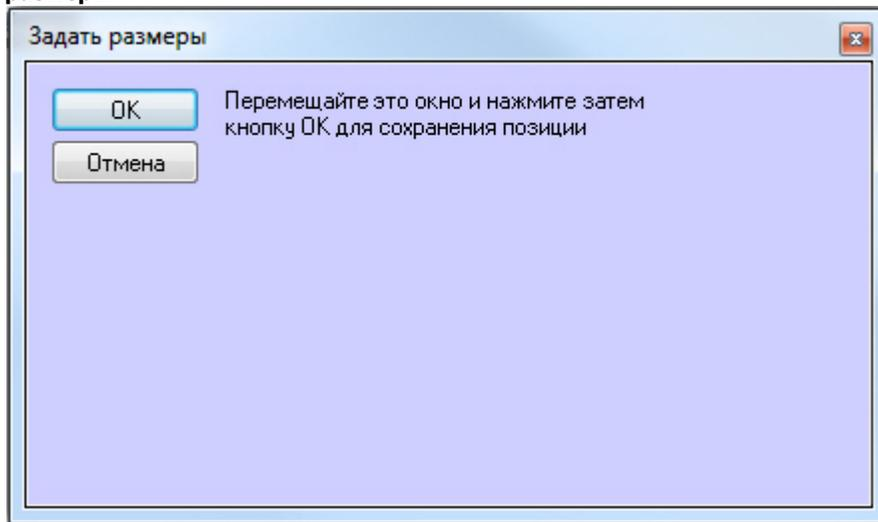 Задать размеры
OK
Перемещайте это окно и нажмите затем
кнопку OK для сохранения позиции
Отмена